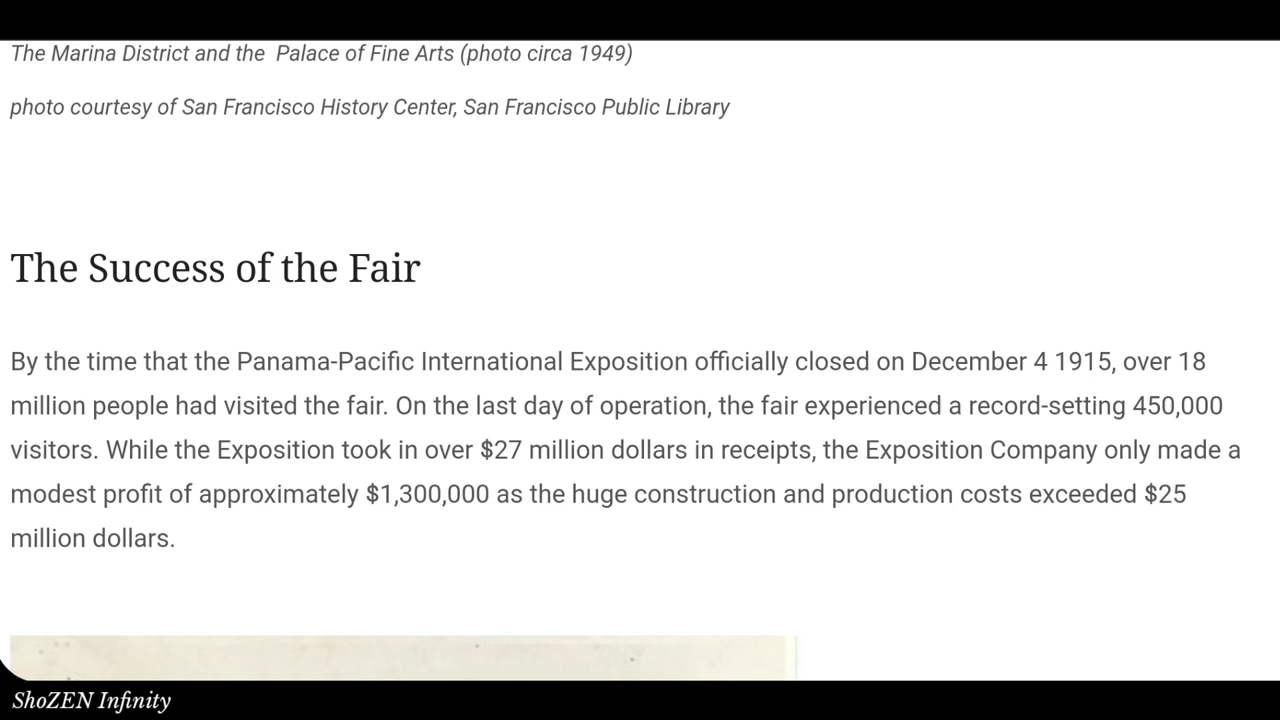 The Marina District and the  Palace of Fine Arts (photo circa 1949)
photo courtesy of San Francisco History Center, San Francisco Public Library
The Success of the Fair
By the time that the Panama-Pacific International Exposition officially closed on December 4 1915, over 18
million people had visited the fair. On the last day of operation, the fair experienced a record-setting 450,000
visitors. While the Exposition took in over $27 million dollars in receipts, the Exposition Company only made a
modest profit of approximately $1,300,000 as the huge construction and production costs exceeded $25
million dollars.
ShoZEN Infinity